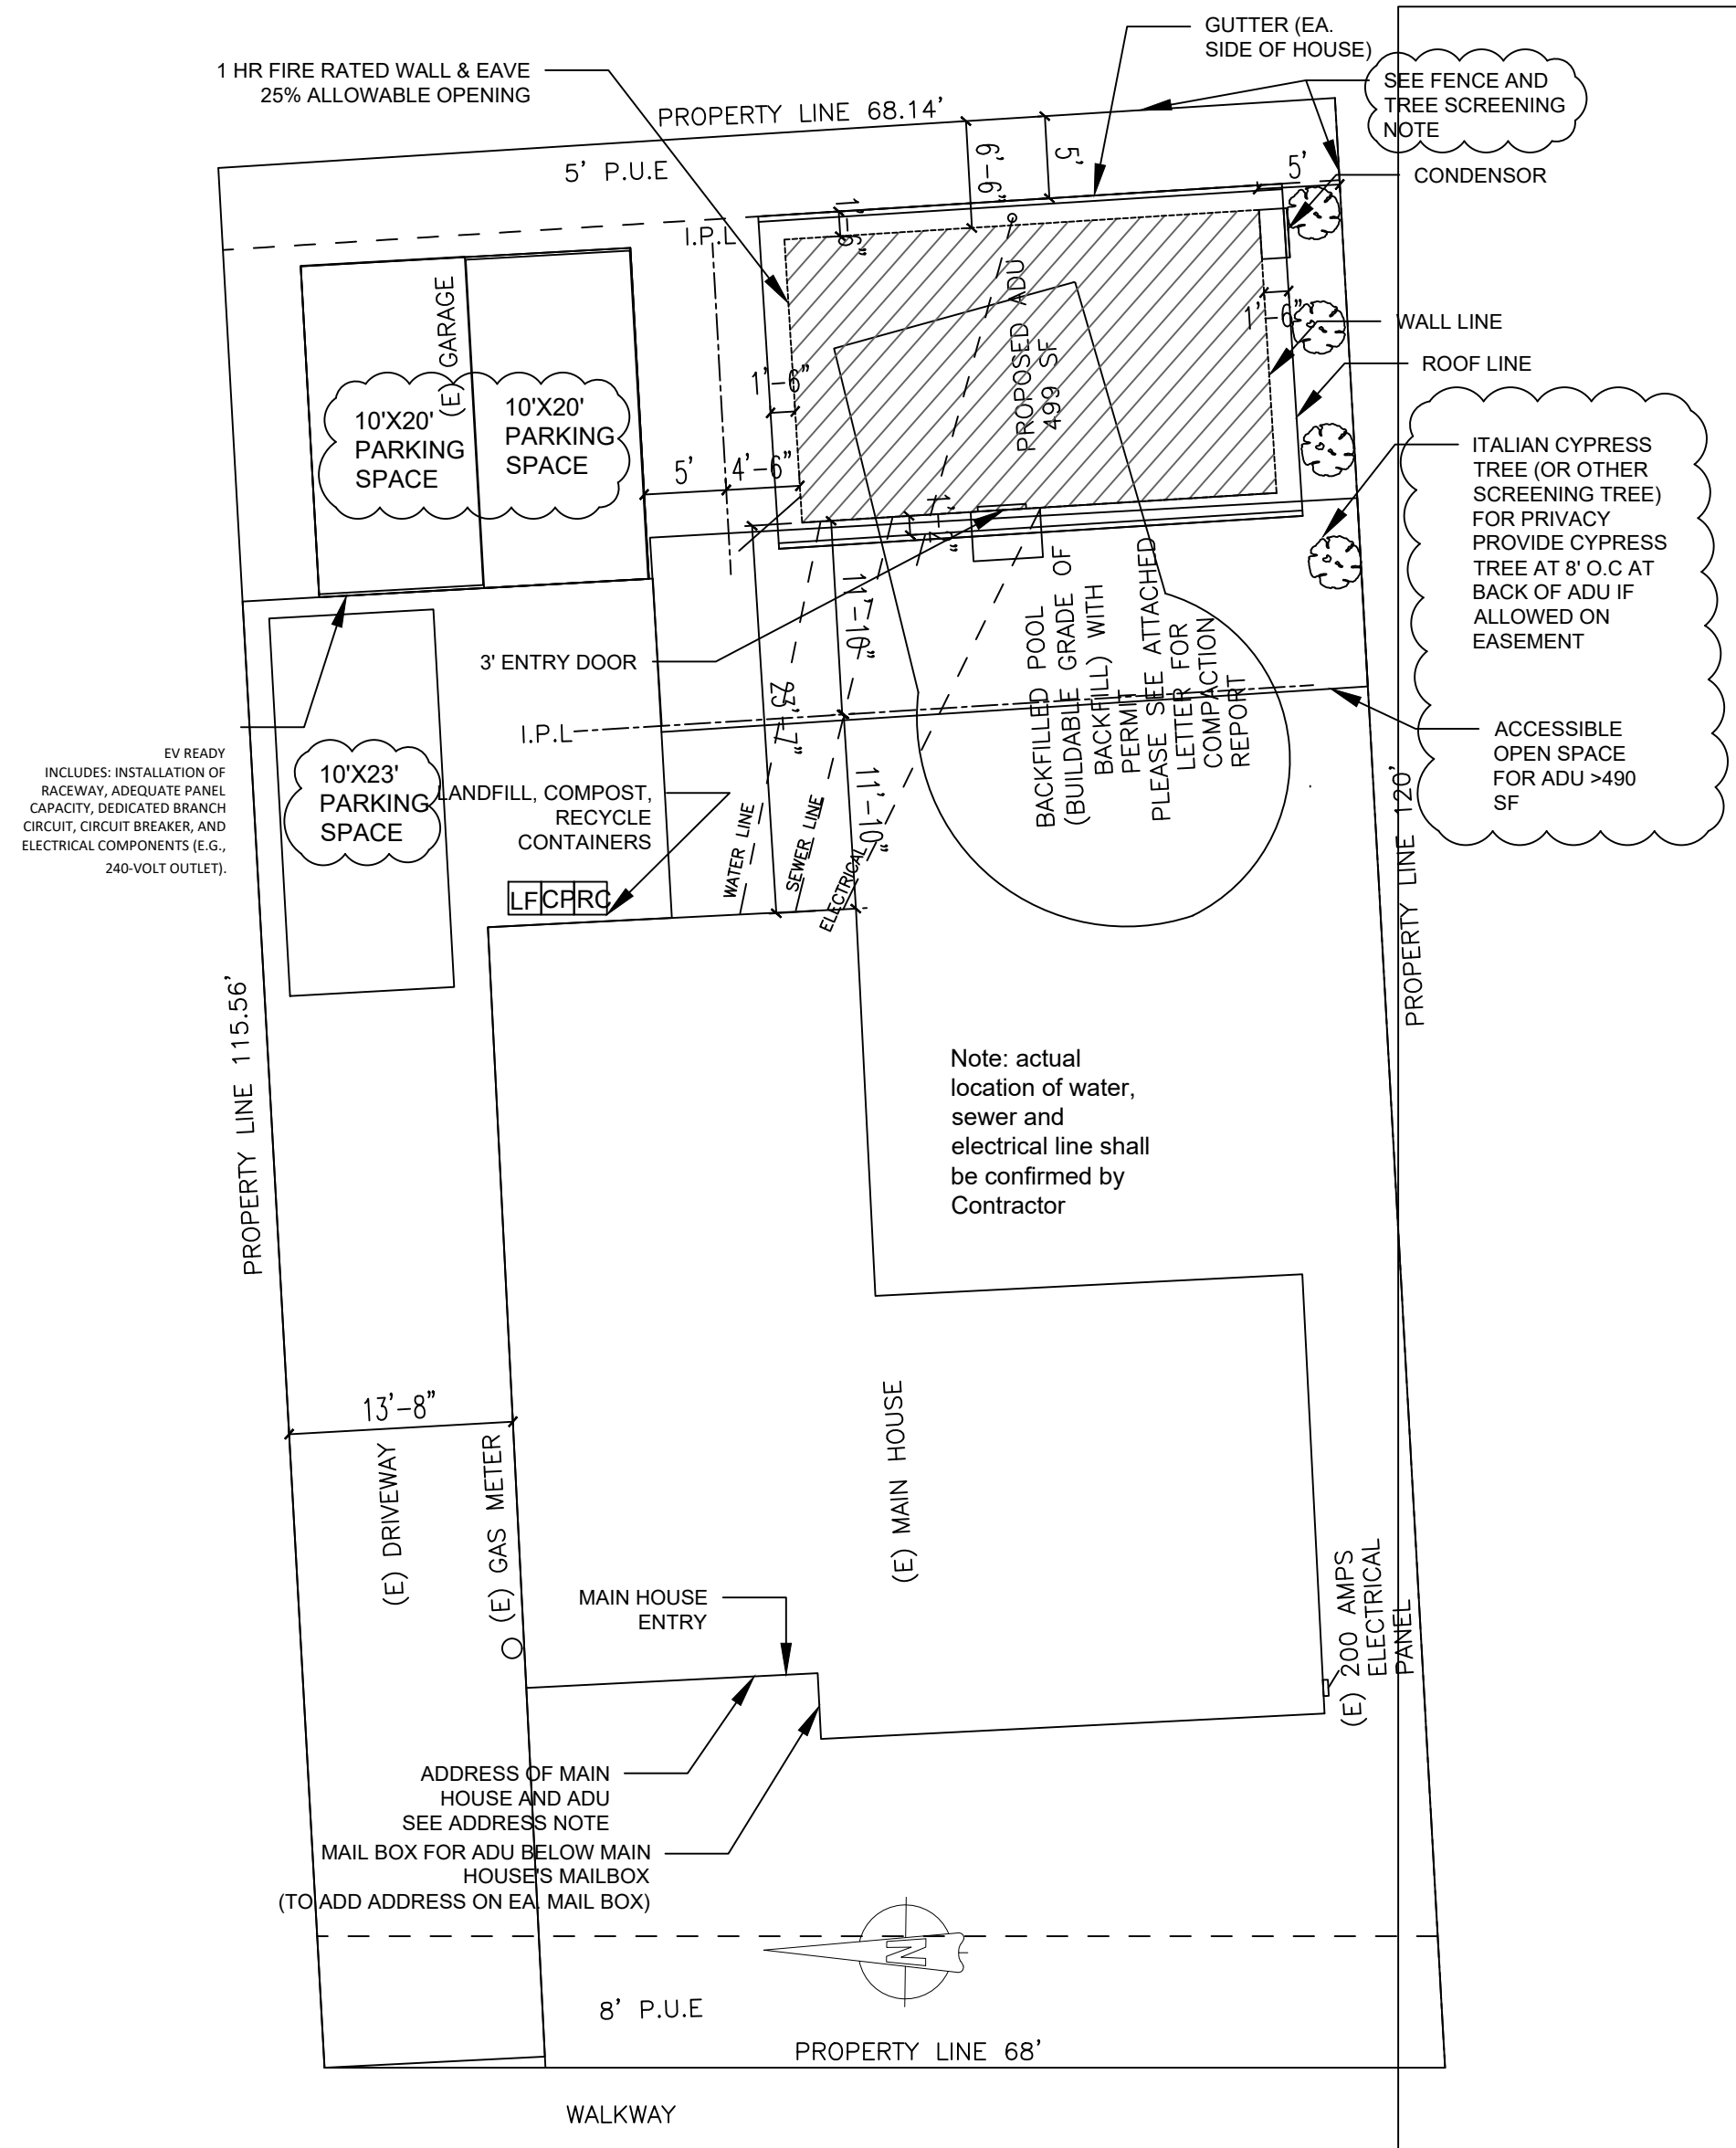 GUTTER (EA.
SIDE OF HOUSE)
1 HR FIRE RATED WALL & EAVE
25% ALLOWABLE OPENING
SEE FENCE AND
TREE SCREENING
NOTE
PROPERTY LINE 68.14'
5' P.U.E
6'-6"
5'
5'
CONDENSOR
I.P.L
1'-6"
(E) GARAGE
PROPOSED ADU
499 SF
1'-6"
WALL LINE
ROOF LINE
1'-6"
10'X20'
PARKING
SPACE
10'X20'
PARKING
SPACE
5'
4'-6"
ITALIAN CYPRESS
TREE (OR OTHER
SCREENING TREE)
FOR PRIVACY
PROVIDE CYPRESS
TREE AT 8' O.C AT
BACK OF ADU IF
ALLOWED ON
EASEMENT
11'-10"
3' ENTRY DOOR
23'-7"
BACKFILLED POOL
(BUILDABLE GRADE OF
BACKFILL) WITH
PERMIT
PLEASE SEE ATTACHED
LETTER FOR
COMPACTION
REPORT
I.P.L
ACCESSIBLE
OPEN SPACE
FOR ADU >490
SF
EV READY
INCLUDES: INSTALLATION OF
RACEWAY, ADEQUATE PANEL
CAPACITY, DEDICATED BRANCH
CIRCUIT, CIRCUIT BREAKER, AND
ELECTRICAL COMPONENTS (E.G.,
240-VOLT OUTLET).
10'X23'
PARKING
SPACE
LANDFILL, COMPOST,
RECYCLE
CONTAINERS
LF CP RC
WATER LINE
SEWER LINE
ELECTRICAL
11'-10"
PROPERTY LINE 120'
PROPERTY LINE 115.56'
Note: actual
location of water,
sewer and
electrical line shall
be confirmed by
Contractor
13'-8"
(E) DRIVEWAY
(E) GAS METER
(E) MAIN HOUSE
(E) 200 AMPS
ELECTRICAL
PANEL
MAIN HOUSE
ENTRY
ADDRESS OF MAIN
HOUSE AND ADU
SEE ADDRESS NOTE
MAIL BOX FOR ADU BELOW MAIN
HOUSE'S MAILBOX
(TO ADD ADDRESS ON EA. MAIL BOX)
N
8' P.U.E
PROPERTY LINE 68'
WALKWAY